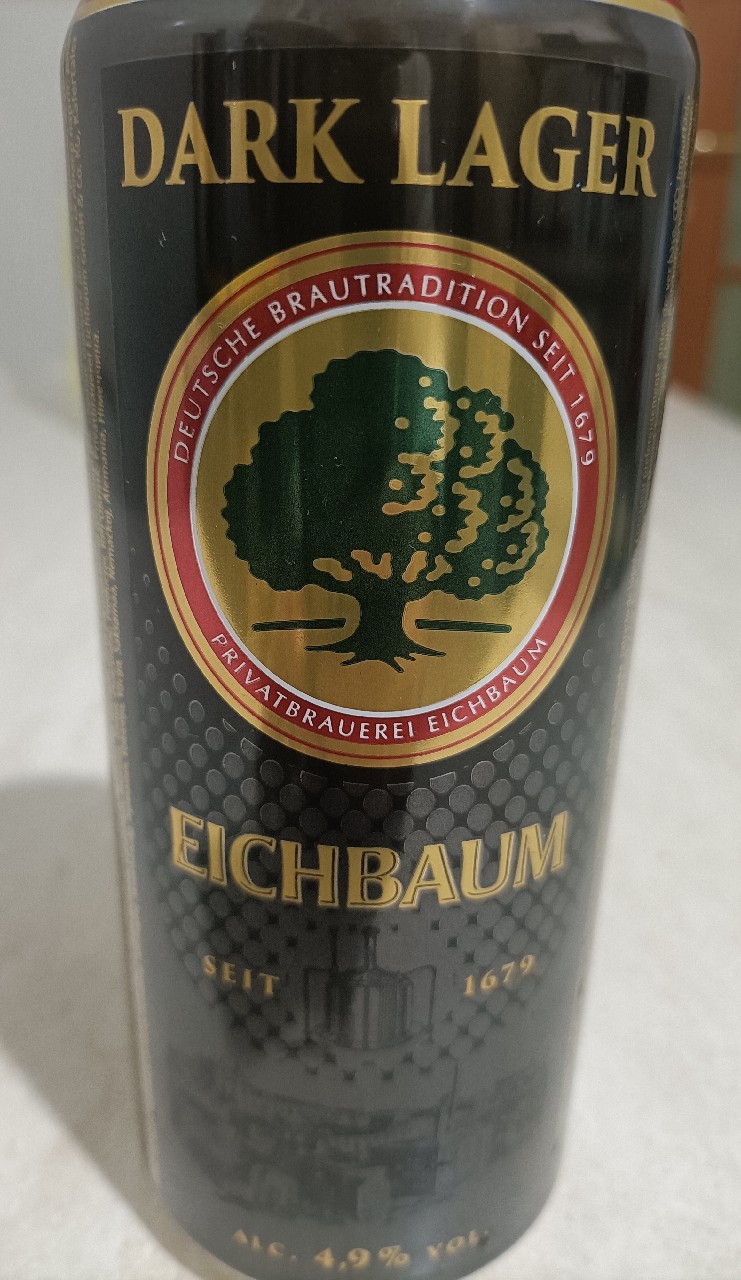 DARK LAGER
DEUTSCHE BRAUTRADITION SEIT 1679
PRIVATBRAUEREI EICHBAUM
EICHBAUM
SEIT 1679
ALC. 4,9% VOL.